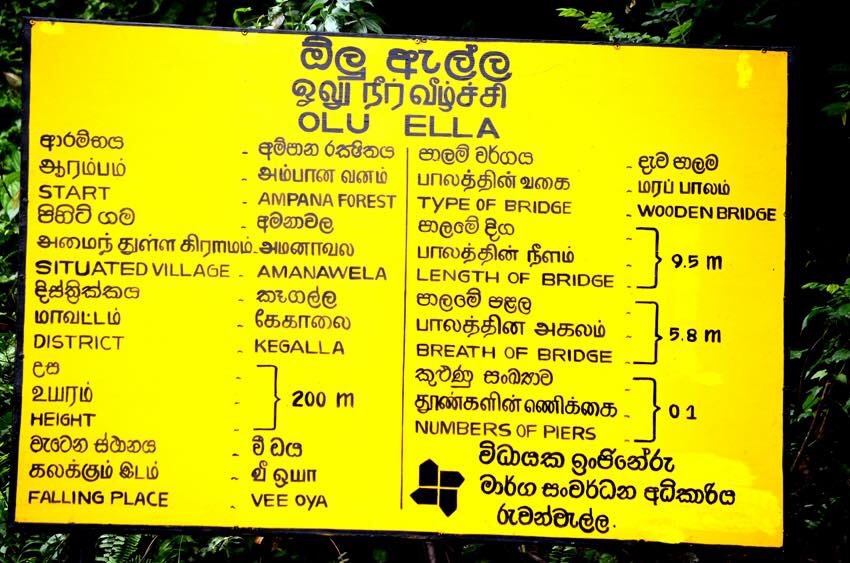 ඕලු ඇල්ල
ஓலு நீர்வீழ்ச்சி
OLU ELLA
ආරම්භය - අම්පාන රක්ෂිතය
ஆரம்பம் - அம்பான வனம்
START - AMPANA FOREST
පිහිටි ගම - අමනාවල
அமைந்துள்ள கிராமம் - அமனாவல
SITUATED VILLAGE - AMANAWELA
දිස්ත්‍රික්කය - කෑගල්ල
மாவட்டம் - கேகாலை
DISTRICT - KEGALLA
උස -
உயரம் - 200 m
HEIGHT -
වැටෙන ස්ථානය - වී ඔය
கலக்கும் இடம் - வீ ஓயா
FALLING PLACE - VEE OYA
පාලම් වර්ගය - දැව පාලම
பாலத்தின் வகை - மரப் பாலம்
TYPE OF BRIDGE - WOODEN BRIDGE
පාලමේ දිග -
பாலத்தின் நீளம் - 9.5 m
LENGTH OF BRIDGE -
පාලමේ පළල -
பாலத்தின அகலம் - 5.8 m
BREATH OF BRIDGE -
කුළුණු සංඛ්‍යාව -
தூண்களின் ணிக்கை - 01
NUMBERS OF PIERS -
විධායක ඉංජිනේරු
මාර්ග සංවර්ධන අධිකාරිය
රුවන්වැල්ල.